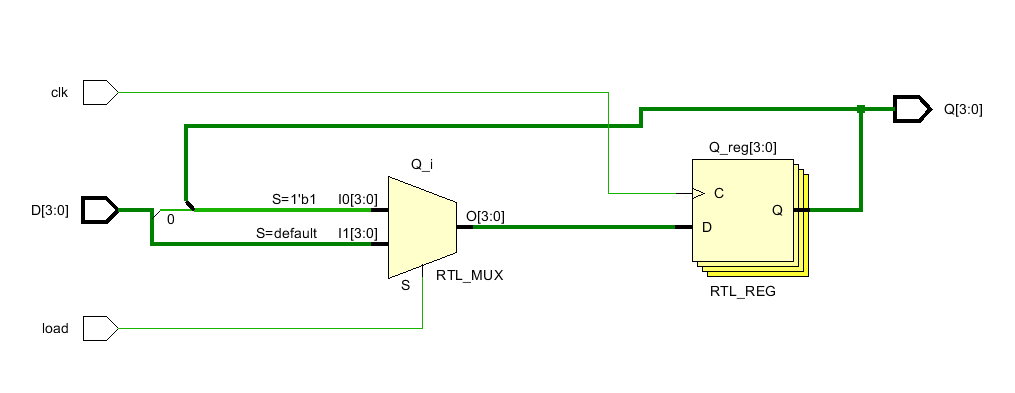 clk
Q[3:0]
Q_reg[3:0]
Q_i
C
S=1'b1 I0[3:0]
D[3:0]
0
O[3:0]
Q
S=default I1[3:0]
D
RTL_MUX
S
RTL_REG
load